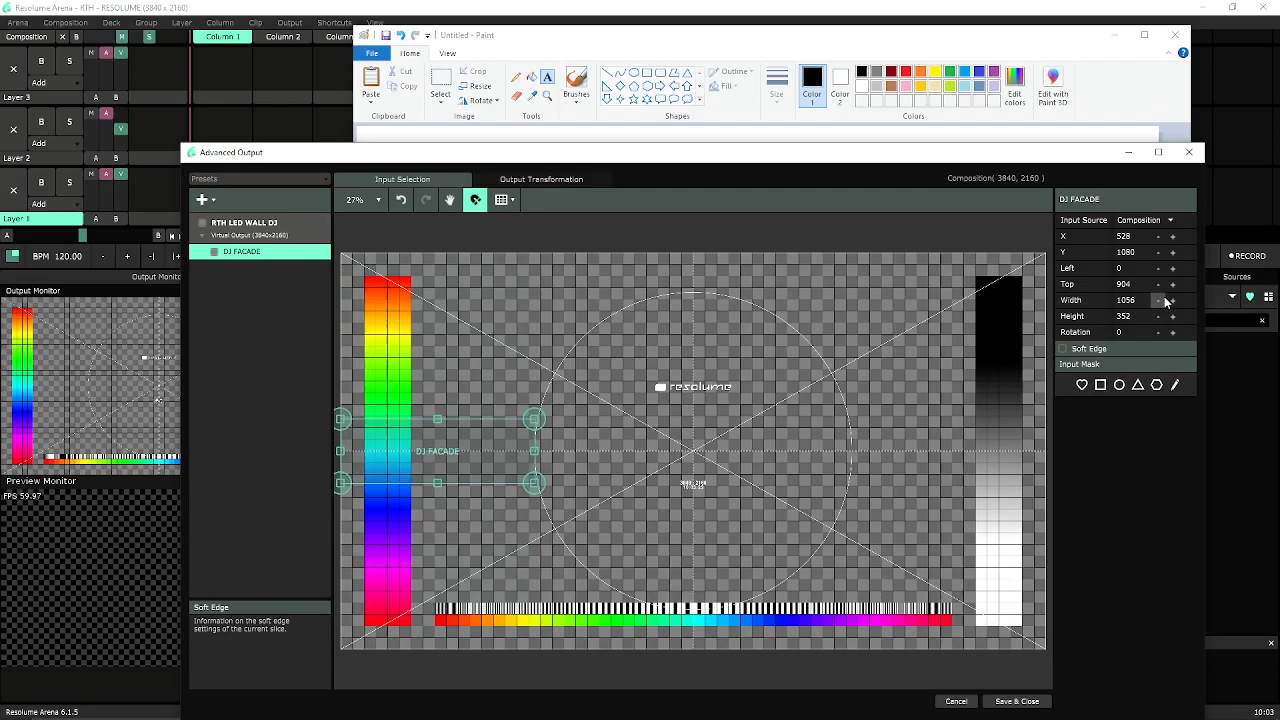 Resolume Arena - RTH - RESOLUME (3840 x 2160)
Arena Composition Deck Group Layer Column Clip Output Shortcuts View
Composition X B M S Column 1 Column 2
Untitled - Paint
File Home View
Paste Cut Copy Clipboard
Select Crop Resize Rotate Image
Tools
Brushes
Shapes Outline Fill
Size
Color 1 Color 2
Colors
Edit colors
Edit with Paint 3D
B S M A V
Add
Layer 3 A B
B S M A V
Add
Layer 2 A B
B S M A V
Add
Layer 1 A B
A B
BPM 120.00 - +
RECORD
Output Monitor
Sources
Output Monitor
Preview Monitor
FPS 59.97
Advanced Output
Presets
Input Selection Output Transformation Composition( 3840, 2160 )
27%
RTH LED WALL DJ
Virtual Output (3840x2160)
DJ FACADE
resolume
DJ FACADE
3840 x 2160
DJ FACADE
Input Source Composition
X 528 - +
Y 1080 - +
Left 0 - +
Top 904 - +
Width 1056 - +
Height 352 - +
Rotation 0 - +
Soft Edge
Input Mask
Soft Edge
Information on the soft edge
settings of the current slice.
Cancel Save & Close
Resolume Arena 6.1.5
10:03